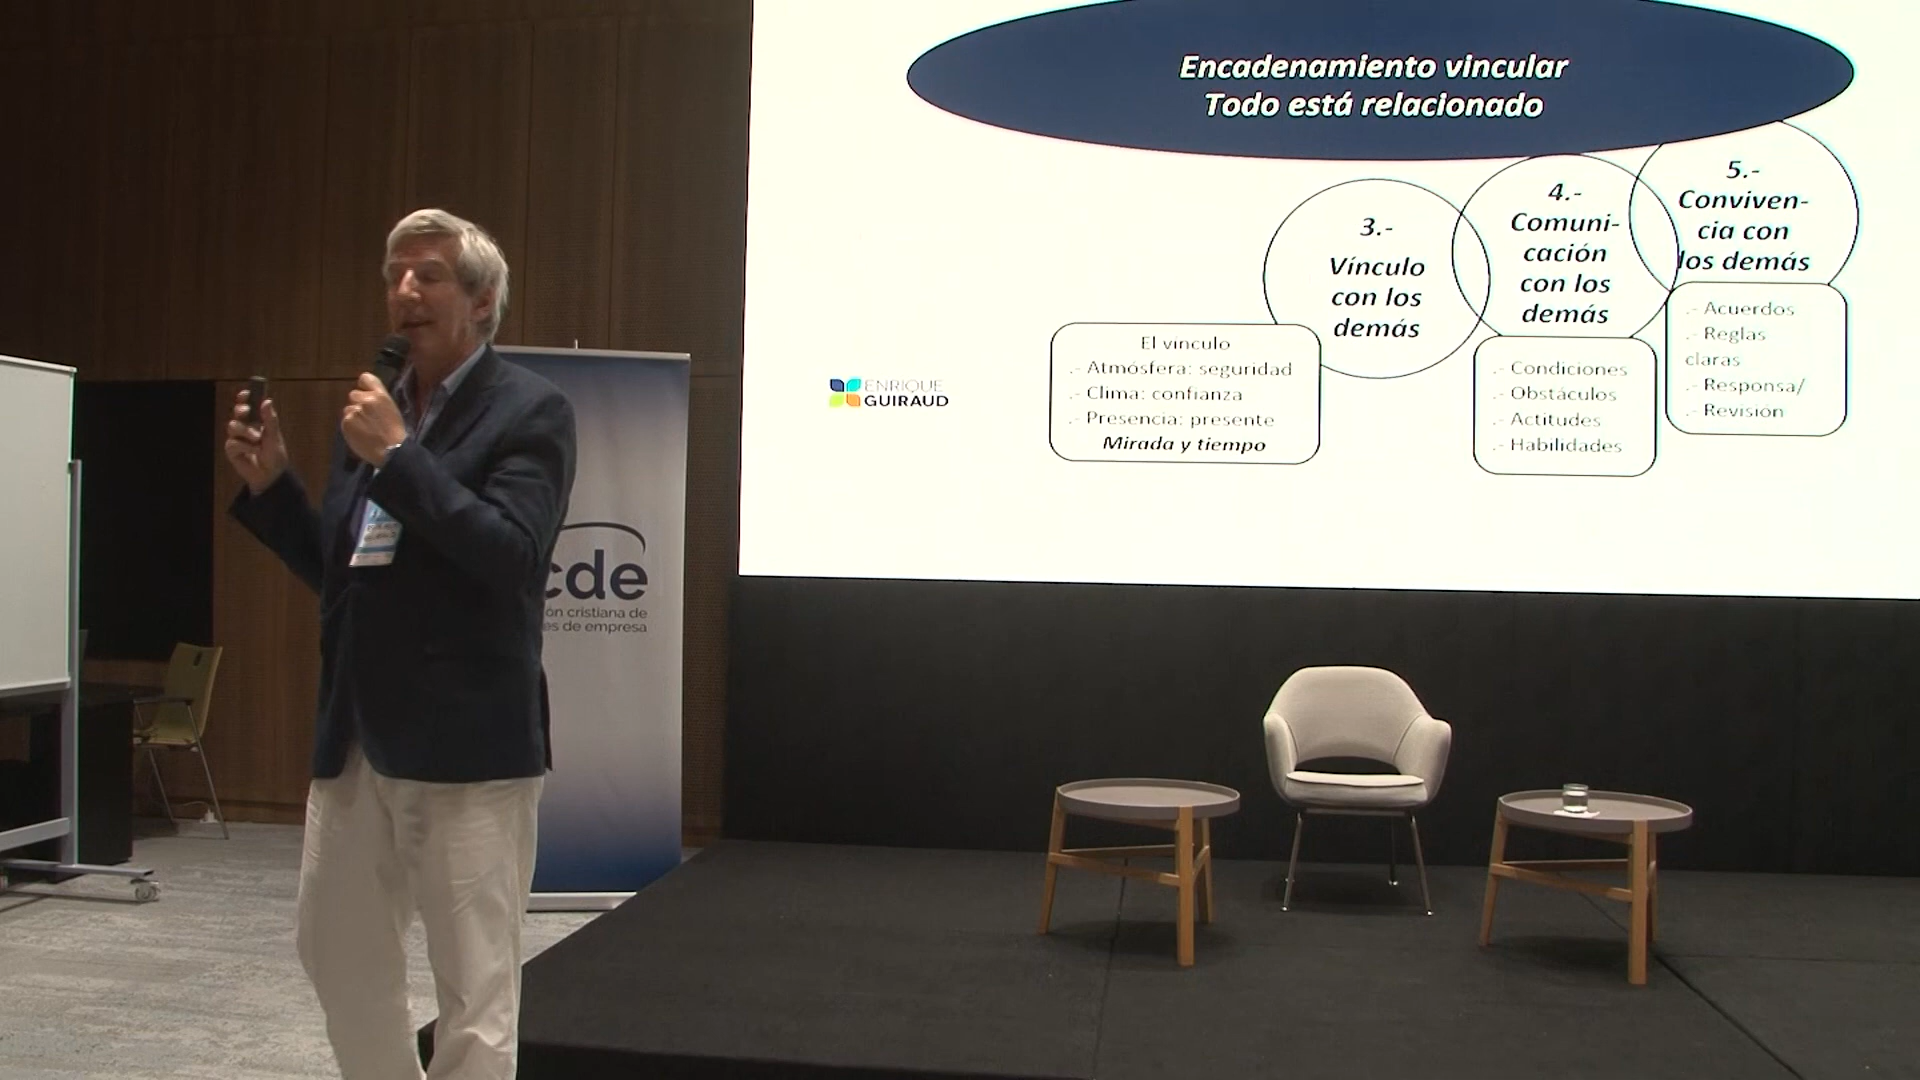 Encadenamiento vincular
Todo está relacionado
3.-
Vínculo
con los
demás
4.-
Comuni-
cación
con los
demás
5.-
Conviven-
cia con
los demás
El vinculo
.- Atmósfera: seguridad
.- Clima: confianza
.- Presencia: presente
Mirada y tiempo
.- Condiciones
.- Obstáculos
.- Actitudes
.- Habilidades
.- Acuerdos
.- Reglas
claras
.- Responsa/
.- Revisión
ENRIQUE
GUIRAUD
cde
ón cristiana de
es de empresa